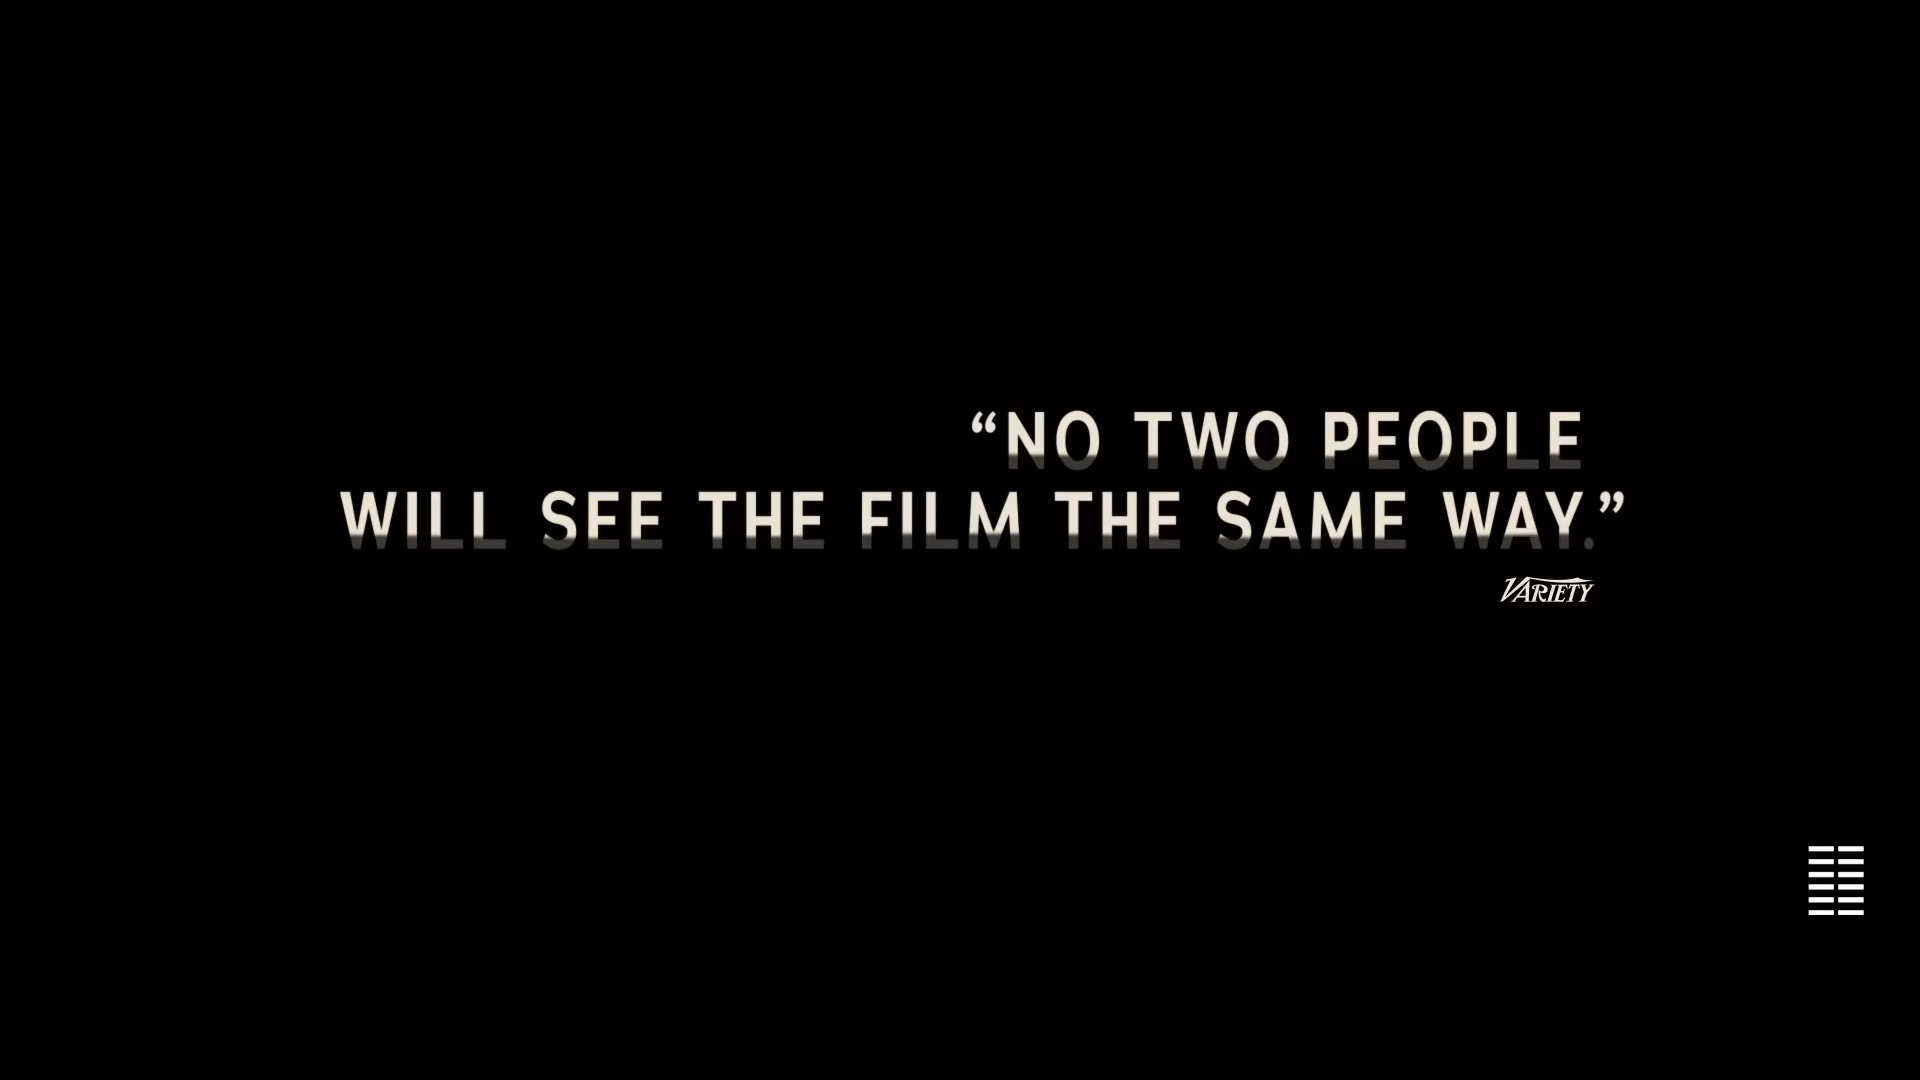 “NO TWO PEOPLE
WILL SEE THE FILM THE SAME WAY.”
VARIETY